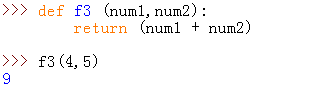 >>> def f3 (num1,num2):
        return (num1 + num2)
>>> f3(4,5)
9